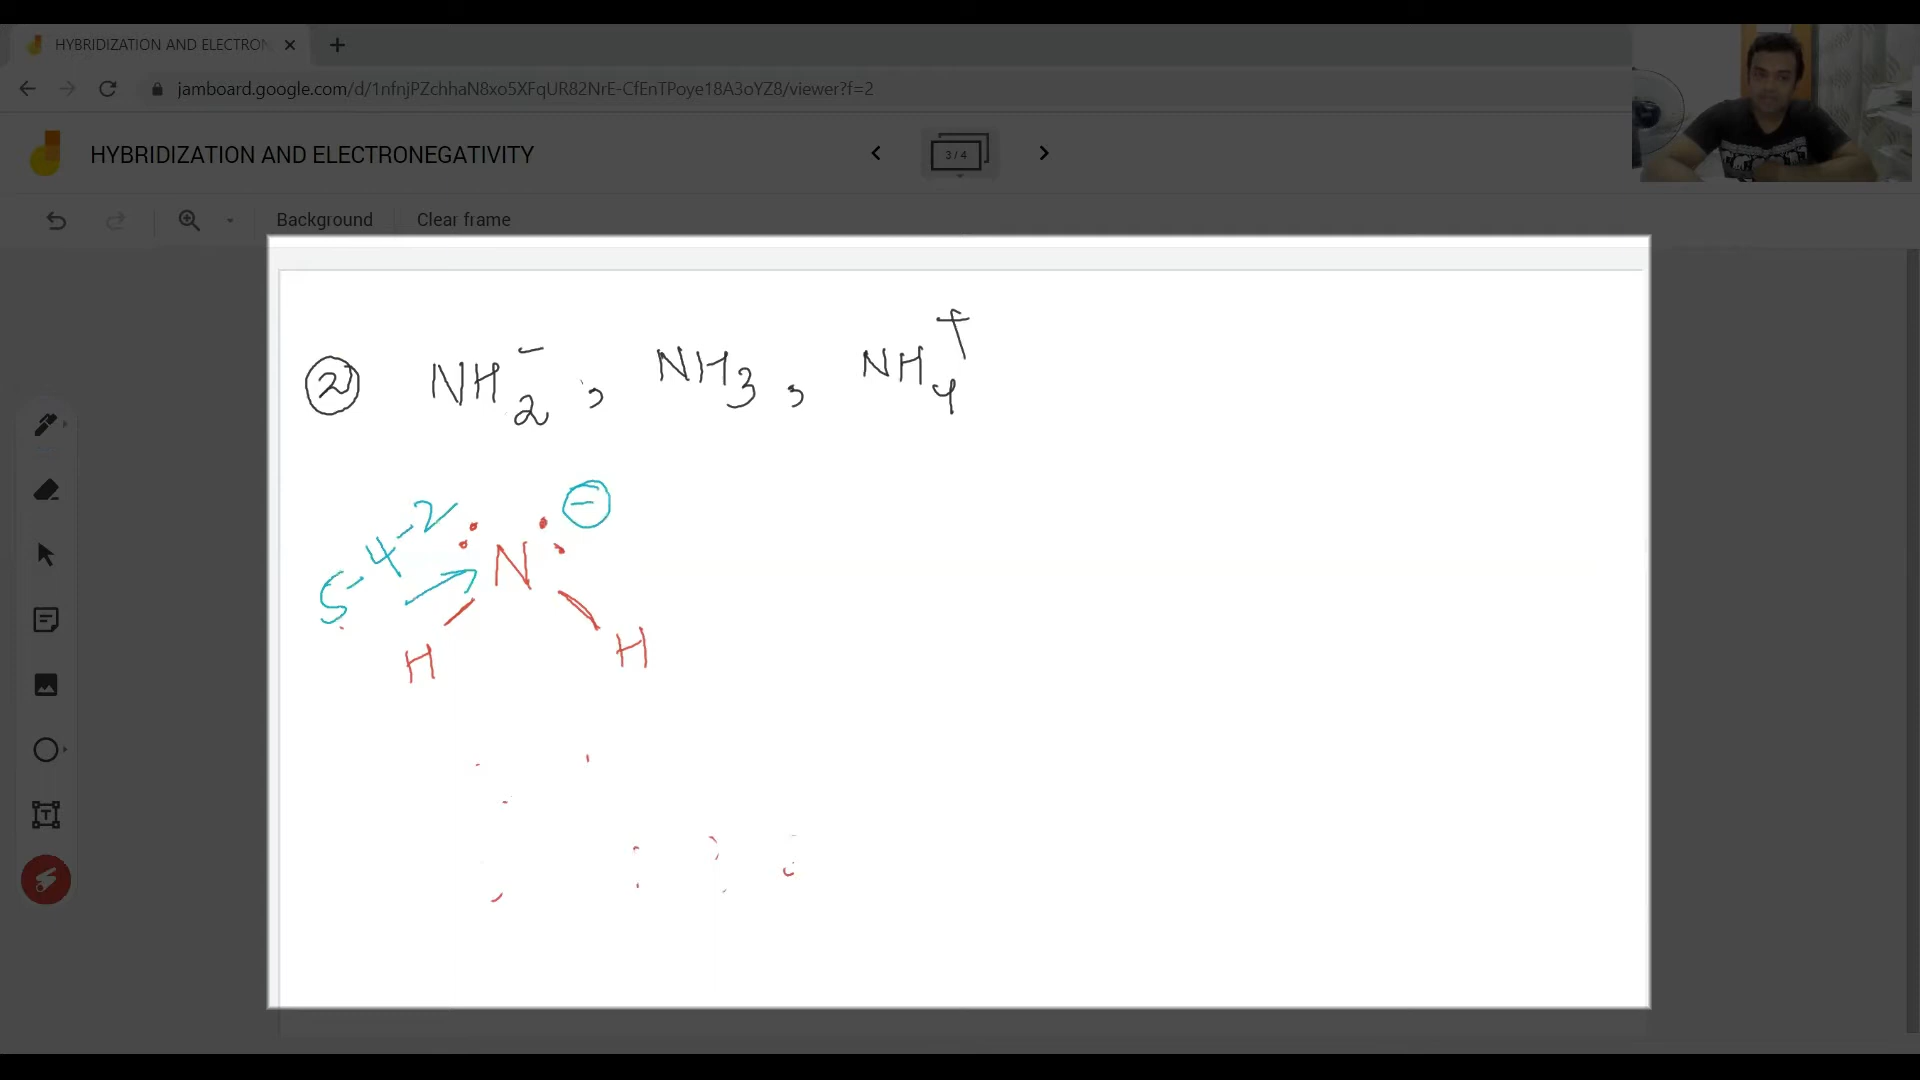 HYBRIDIZATION AND ELECTRON
jamboard.google.com/d/1nfnjPZchhaN8xo5XFqUR82NrE-CfEnTPoye18A3oYZ8/viewer?f=2
HYBRIDIZATION AND ELECTRONEGATIVITY
3 / 4
Background Clear frame
② NH₂⁻, NH₃, NH₄⁺
5-4-2 :N: ⊖
H H